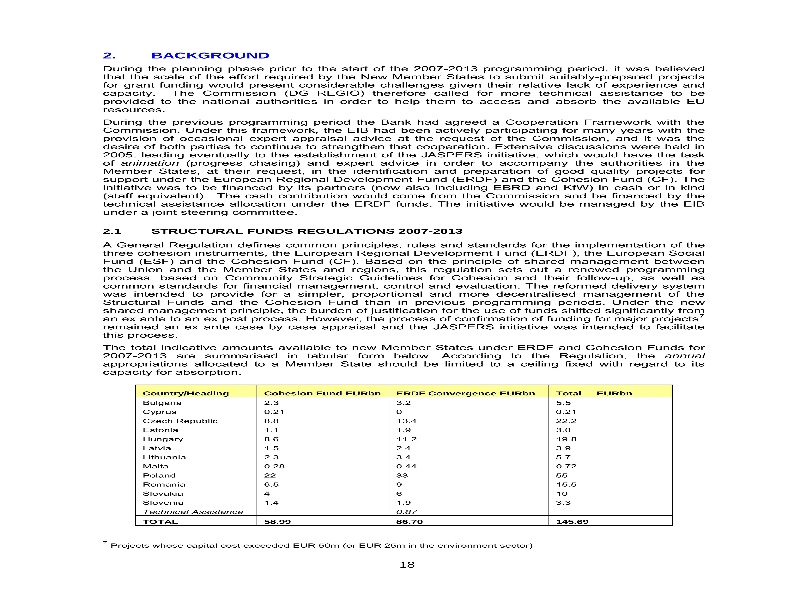 2. BACKGROUND
During the planning phase prior to the start of the 2007-2013 programming period, it was believed
that the scale of the effort required by the New Member States to submit suitably-prepared projects
for grant funding would present considerable challenges given their relative lack of experience and
capacity. The Commission (DG REGIO) therefore called for more technical assistance to be
provided to the national authorities in order to help them to access and absorb the available EU
resources.
During the previous programming period the Bank had agreed a Cooperation Framework with the
Commission. Under this framework, the EIB had been actively participating for many years with the
provision of occasional expert appraisal advice at the request of the Commission, and it was the
desire of both parties to continue to strengthen that cooperation. Extensive discussions were held in
2005, leading eventually to the establishment of the JASPERS initiative, which would have the task
of animation (progress chasing) and expert advice in order to accompany the authorities in the
Member States, at their request, in the identification and preparation of good quality projects for
support under the European Regional Development Fund (ERDF) and the Cohesion Fund (CF). The
initiative was to be financed by its partners (now also including EBRD and KfW) in cash or in kind
(staff equivalent). The cash contribution would come from the Commission and be financed by the
technical assistance allocation under the ERDF funds. The initiative would be managed by the EIB
under a joint steering committee.
2.1 STRUCTURAL FUNDS REGULATIONS 2007-2013
A General Regulation defines common principles, rules and standards for the implementation of the
three cohesion instruments, the European Regional Development Fund (ERDF), the European Social
Fund (ESF) and the Cohesion Fund (CF). Based on the principle of shared management between
the Union and the Member States and regions, this regulation sets out a renewed programming
process, based on Community Strategic Guidelines for Cohesion and their follow-up, as well as
common standards for financial management, control and evaluation. The reformed delivery system
was intended to provide for a simpler, proportional and more decentralised management of the
Structural Funds and the Cohesion Fund than in previous programming periods. Under the new
shared management principle, the burden of justification for the use of funds shifted significantly from
an ex ante to an ex post process. However, the process of confirmation of funding for major projects7
remained an ex ante case by case appraisal and the JASPERS initiative was intended to facilitate
this process.
The total indicative amounts available to new Member States under ERDF and Cohesion Funds for
2007-2013 are summarised in tabular form below. According to the Regulation, the annual
appropriations allocated to a Member State should be limited to a ceiling fixed with regard to its
capacity for absorption.
Country/Heading Cohesion Fund EURbn ERDF Convergence EURbn Total EURbn
Bulgaria 2.3 3.2 5.5
Cyprus 0.21 0 0.21
Czech Republic 8.8 13.4 22.2
Estonia 1.1 1.9 3.0
Hungary 8.6 11.2 19.8
Latvia 1.5 2.4 3.9
Lithuania 2.3 3.4 5.7
Malta 0.28 0.44 0.72
Poland 22 33 55
Romania 6.5 9 15.5
Slovakia 4 6 10
Slovenia 1.4 1.9 3.3
Technical Assistance 0.87
TOTAL 58.99 86.70 145.69
7 Projects whose capital cost exceeded EUR 50m (or EUR 25m in the environment sector)
18